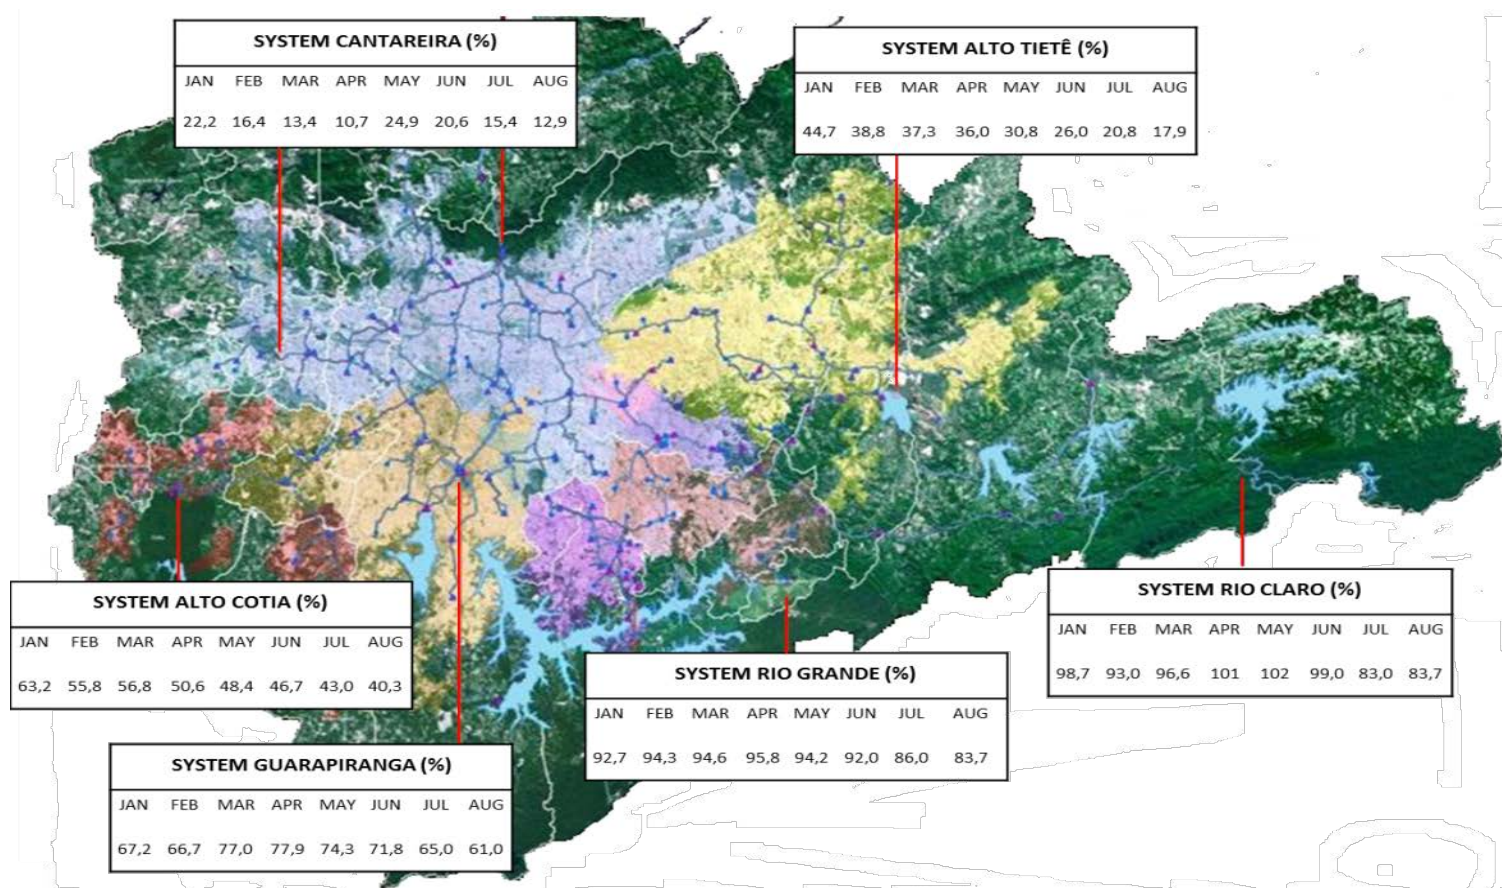 SYSTEM CANTAREIRA (%)
JAN FEB MAR APR MAY JUN JUL AUG
22,2 16,4 13,4 10,7 24,9 20,6 15,4 12,9
SYSTEM ALTO TIETÊ (%)
JAN FEB MAR APR MAY JUN JUL AUG
44,7 38,8 37,3 36,0 30,8 26,0 20,8 17,9
SYSTEM ALTO COTIA (%)
JAN FEB MAR APR MAY JUN JUL AUG
63,2 55,8 56,8 50,6 48,4 46,7 43,0 40,3
SYSTEM RIO CLARO (%)
JAN FEB MAR APR MAY JUN JUL AUG
98,7 93,0 96,6 101 102 99,0 83,0 83,7
SYSTEM RIO GRANDE (%)
JAN FEB MAR APR MAY JUN JUL AUG
92,7 94,3 94,6 95,8 94,2 92,0 86,0 83,7
SYSTEM GUARAPIRANGA (%)
JAN FEB MAR APR MAY JUN JUL AUG
67,2 66,7 77,0 77,9 74,3 71,8 65,0 61,0